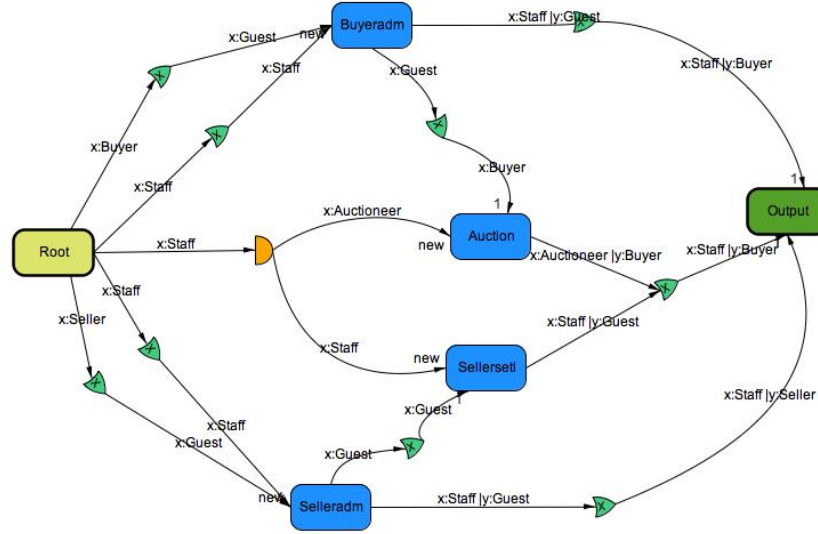 Buyeradm
x:Staff |y:Guest
x
x:Guest
new
x
x:Staff
x:Guest
x:Staff |y:Buyer
x
x
x:Buyer
x:Buyer
x:Staff
1
1
x:Auctioneer
Output
Root
x:Staff
new
Auction
x:Auctioneer |y:Buyer
x:Staff |y:Buyer
1
x:Staff
x
x:Seller
x:Staff |y:Guest
x
x:Staff
new
Sellersetl
x
x:Guest
1
x:Staff |y:Seller
x:Staff
x:Guest
x
x:Guest
new
Selleradm
x:Staff |y:Guest
x